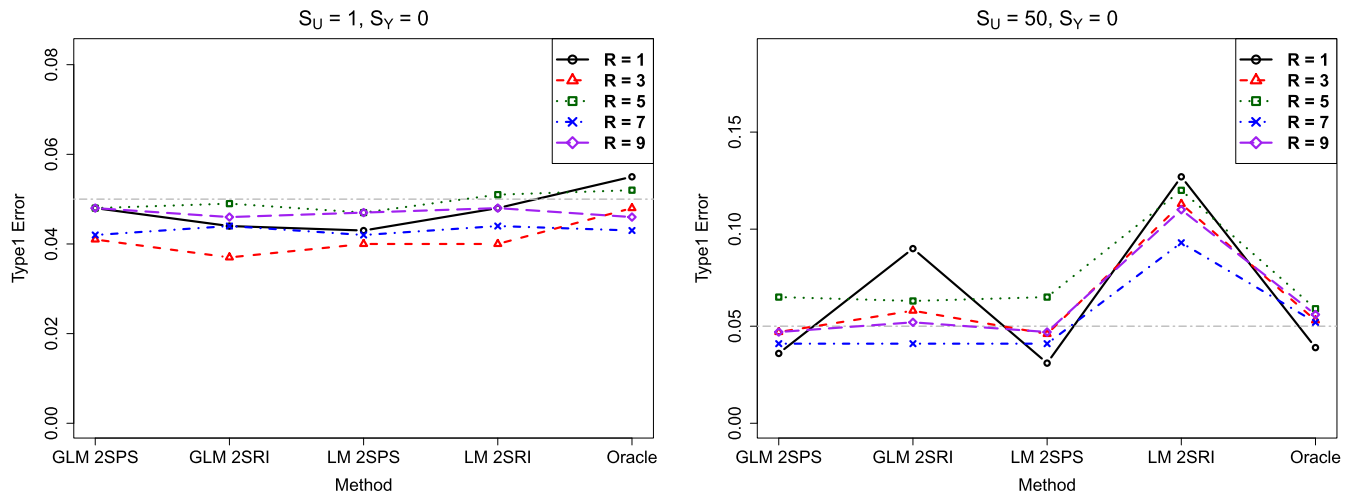 S_U = 1, S_Y = 0
Type1 Error
0.08
0.06
0.04
0.02
0.00
R = 1
R = 3
R = 5
R = 7
R = 9
GLM 2SPS GLM 2SRI LM 2SPS LM 2SRI Oracle
Method
S_U = 50, S_Y = 0
Type1 Error
0.15
0.10
0.05
0.00
R = 1
R = 3
R = 5
R = 7
R = 9
GLM 2SPS GLM 2SRI LM 2SPS LM 2SRI Oracle
Method